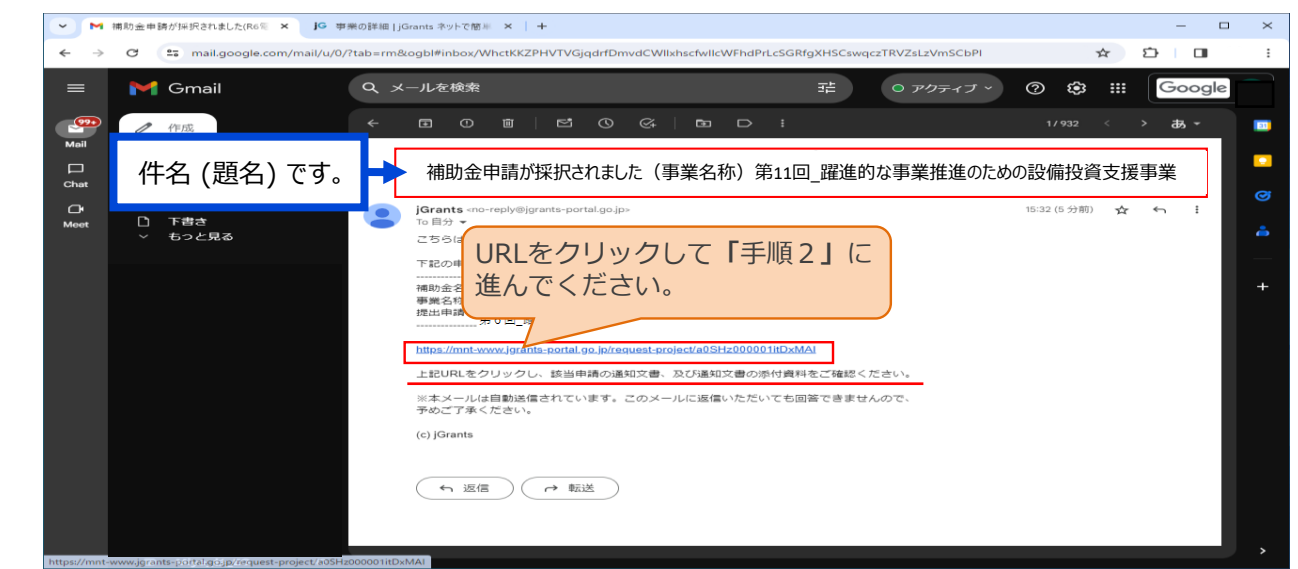 補助金申請が採択されました(R6
事業の詳細 | jGrants ネットで簡
mail.google.com/mail/u/0/?tab=rm&ogbl#inbox/WhctKKZPHVTVGjqdrfDmvdCWlIxhscfwllcWFhdPrLcSGRfgXHSCswqczTRVZsLzVmSCbPl
Gmail
メールを検索
アクティブ
Google
99+
Mail
Chat
Meet
作成
1/932
あ
件名 (題名) です。
補助金申請が採択されました（事業名称）第11回_躍進的な事業推進のための設備投資支援事業
下書き
もっと見る
jGrants <no-reply@jgrants-portal.go.jp>
15:32 (5 分前)
To 自分
こちらは
下記の申
URLをクリックして「手順２」に
進んでください。
補助金名
事業名称
提出申請
https://mnt-www.jgrants-portal.go.jp/request-project/a0SHz000001itDxMAI
上記URLをクリックし、該当申請の通知文書、及び通知文書の添付資料をご確認ください。
※本メールは自動送信されています。このメールに返信いただいても回答できませんので、
予めご了承ください。
(c) jGrants
返信
転送
https://mnt-www.jgrants-portal.go.jp/request-project/a0SHz000001itDxMAI